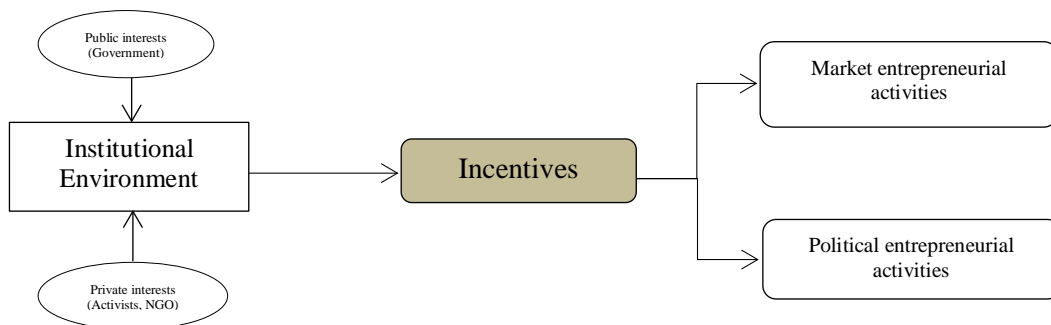 Public interests
(Government)
Institutional
Environment
Private interests
(Activists, NGO)
Incentives
Market entrepreneurial
activities
Political entrepreneurial
activities